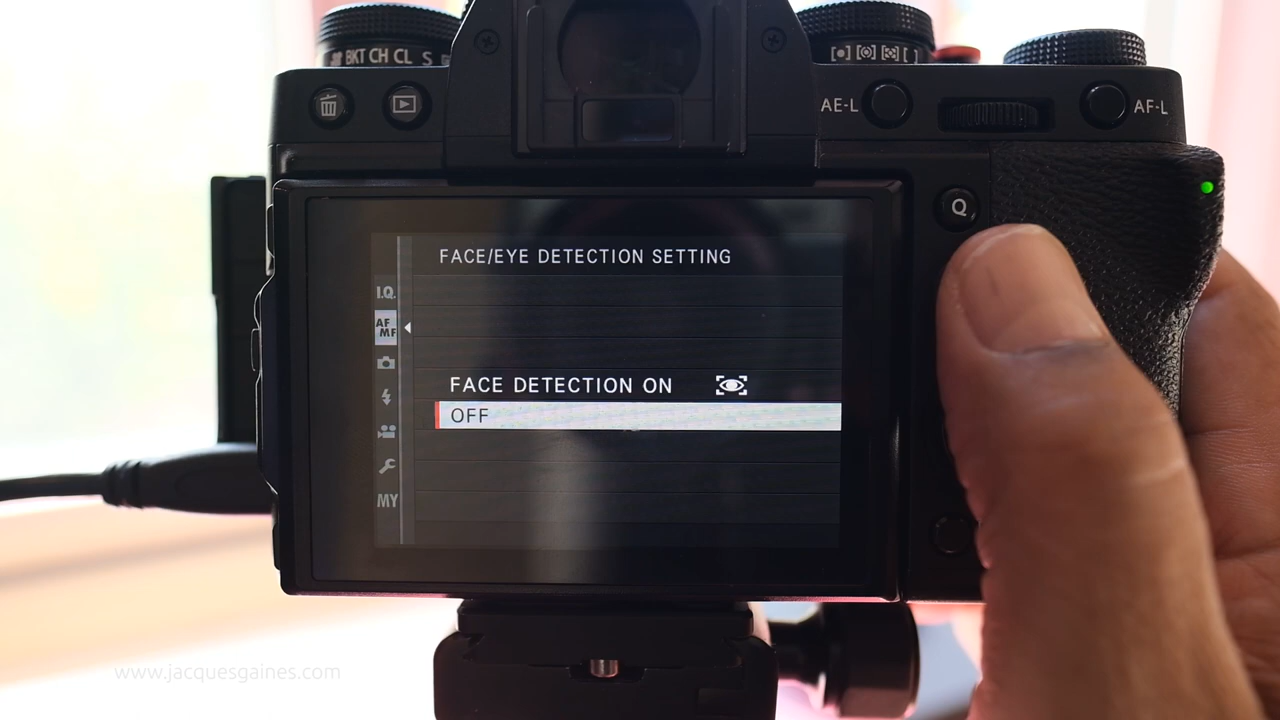 BKT CH CL S
AE-L
AF-L
Q
FACE/EYE DETECTION SETTING
I.Q.
AF
MF
FACE DETECTION ON
OFF
MY
www.jacquesgaines.com